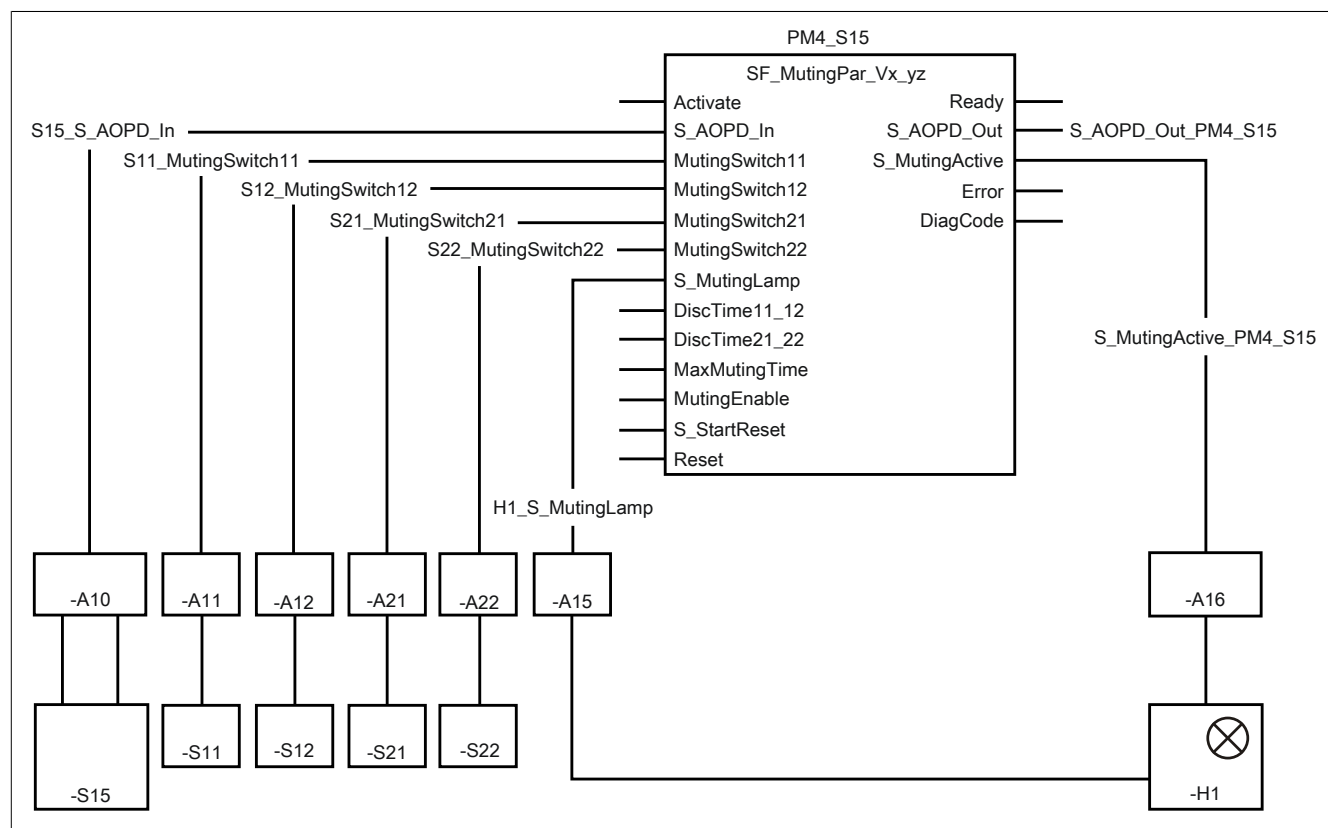 PM4_S15
SF_MutingPar_Vx_yz
Activate
Ready
S15_S_AOPD_In
S_AOPD_In
S_AOPD_Out
S_AOPD_Out_PM4_S15
S11_MutingSwitch11
MutingSwitch11
S_MutingActive
S12_MutingSwitch12
MutingSwitch12
Error
S21_MutingSwitch21
MutingSwitch21
DiagCode
S22_MutingSwitch22
MutingSwitch22
S_MutingLamp
DiscTime11_12
DiscTime21_22
S_MutingActive_PM4_S15
MaxMutingTime
MutingEnable
S_StartReset
Reset
H1_S_MutingLamp
-A10
-A11
-A12
-A21
-A22
-A15
-A16
-S11
-S12
-S21
-S22
-S15
-H1